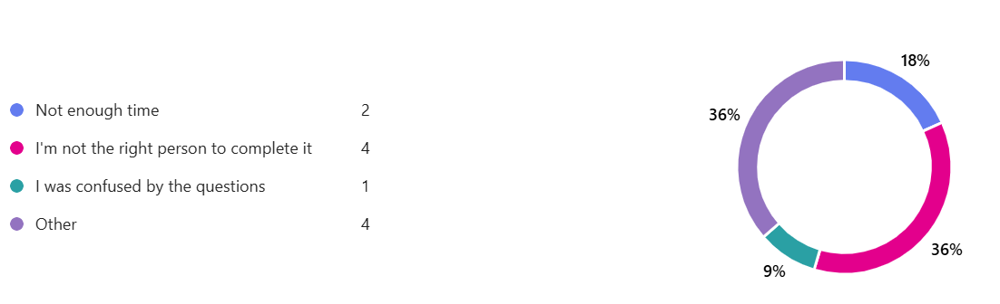 Not enough time 2
I'm not the right person to complete it 4
I was confused by the questions 1
Other 4
18%
36%
36%
9%